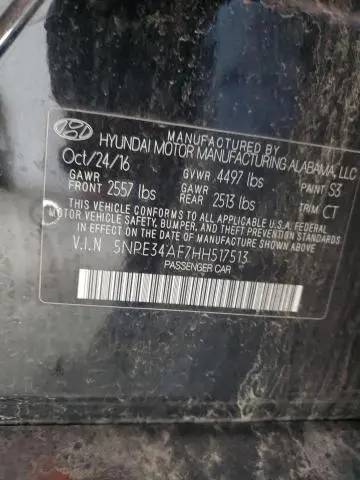 MANUFACTURED BY
HYUNDAI MOTOR MANUFACTURING ALABAMA, LLC
Oct/24/16 GVWR 4497 lbs PAINT S3
GAWR FRONT 2557 lbs GAWR REAR 2513 lbs TRIM CT
THIS VEHICLE CONFORMS TO ALL APPLICABLE U.S.A. FEDERAL
MOTOR VEHICLE SAFETY, BUMPER, AND THEFT PREVENTION STANDARDS
IN EFFECT ON THE DATE OF MANUFACTURE SHOWN ABOVE.
V.I.N 5NPE34AF7HH517513
PASSENGER CAR